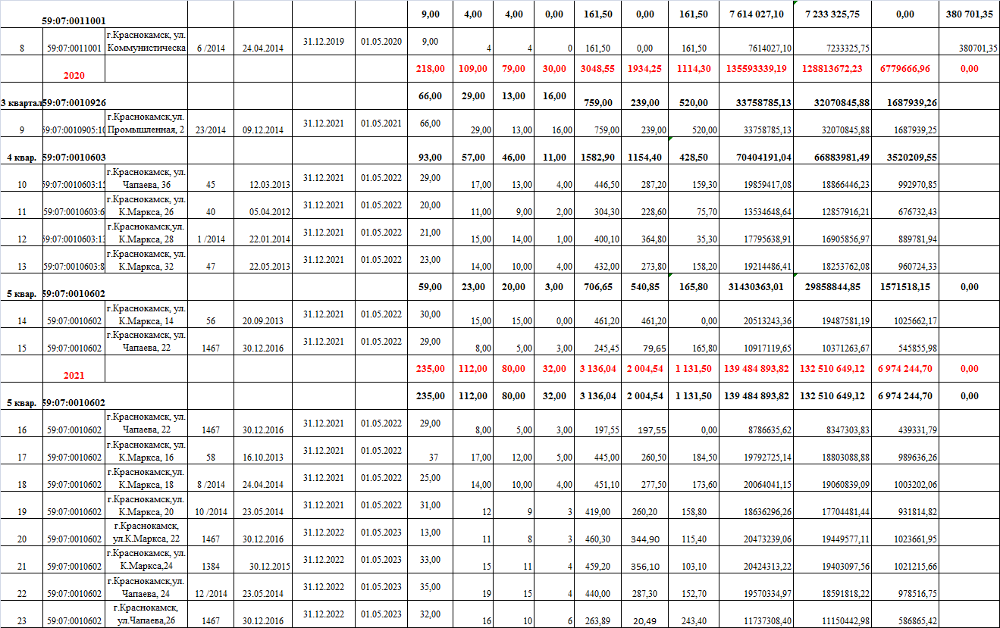 59:07:0011001 9,00 4,00 4,00 0,00 161,50 0,00 161,50 7 614 027,10 7 233 325,75 0,00 380 701,35
8 59:07:0011001 г.Краснокамск, ул. Коммунистическа 6 /2014 24.04.2014 31.12.2019 01.05.2020 9,00 4 4 0 161,50 0,00 161,50 7614027,10 7233325,75 380701,35
2020 218,00 109,00 79,00 30,00 3048,55 1934,25 1114,30 135593339,19 128813672,23 6779666,96 0,00
3 квартал 59:07:0010926 66,00 29,00 13,00 16,00 759,00 239,00 520,00 33758785,13 32070845,88 1687939,26
9 59:07:0010905:10 г.Краснокамск,ул. Промышленная, 2 23/2014 09.12.2014 31.12.2021 01.05.2021 66,00 29,00 13,00 16,00 759,00 239,00 520,00 33758785,13 32070845,88 1687939,25
4 квар. 59:07:0010603 93,00 57,00 46,00 11,00 1582,90 1154,40 428,50 70404191,04 66883981,49 3520209,55
10 59:07:0010603:15 г.Краснокамск, ул. Чапаева, 36 45 12.03.2013 31.12.2021 01.05.2022 29,00 17,00 13,00 4,00 446,50 287,20 159,30 19859417,08 18866446,23 992970,85
11 59:07:0010603:6 г.Краснокамск, ул. К.Маркса, 26 40 05.04.2012 31.12.2021 01.05.2022 20,00 11,00 9,00 2,00 304,30 228,60 75,70 13534648,64 12857916,21 676732,43
12 59:07:0010603:13 г.Краснокамск,ул. К.Маркса, 28 1 /2014 22.01.2014 31.12.2021 01.05.2022 21,00 15,00 14,00 1,00 400,10 364,80 35,30 17795638,91 16905856,97 889781,94
13 59:07:0010603:8 г.Краснокамск,ул. К.Маркса, 32 47 22.05.2013 31.12.2021 01.05.2022 23,00 14,00 10,00 4,00 432,00 273,80 158,20 19214486,41 18253762,08 960724,33
5 квар. 59:07:0010602 59,00 23,00 20,00 3,00 706,65 540,85 165,80 31430363,01 29858844,85 1571518,15 0,00
14 59:07:0010602 г.Краснокамск, ул. К.Маркса, 14 56 20.09.2013 31.12.2021 01.05.2022 30,00 15,00 15,00 0,00 461,20 461,20 0,00 20513243,36 19487581,19 1025662,17
15 59:07:0010602 г.Краснокамск, ул. Чапаева, 22 1467 30.12.2016 31.12.2021 01.05.2022 29,00 8,00 5,00 3,00 245,45 79,65 165,80 10917119,65 10371263,67 545855,98
2021 235,00 112,00 80,00 32,00 3 136,04 2 004,54 1 131,50 139 484 893,82 132 510 649,12 6 974 244,70 0,00
5 квар. 59:07:0010602 235,00 112,00 80,00 32,00 3 136,04 2 004,54 1 131,50 139 484 893,82 132 510 649,12 6 974 244,70 0,00
16 59:07:0010602 г.Краснокамск, ул. Чапаева, 22 1467 30.12.2016 31.12.2021 01.05.2022 29,00 8,00 5,00 3,00 197,55 197,55 0,00 8786635,62 8347303,83 439331,79
17 59:07:0010602 г.Краснокамск, ул. К.Маркса, 16 58 16.10.2013 31.12.2021 01.05.2022 37 17,00 12,00 5,00 445,00 260,50 184,50 19792725,14 18803088,88 989636,26
18 59:07:0010602 г.Краснокамск,ул. К.Маркса, 18 8 /2014 24.04.2014 31.12.2021 01.05.2022 25,00 14,00 10,00 4,00 451,10 277,50 173,60 20064041,15 19060839,09 1003202,06
19 59:07:0010602 г.Краснокамск,ул. К.Маркса, 20 10 /2014 23.05.2014 31.12.2021 01.05.2022 31,00 12 9 3 419,00 260,20 158,80 18636296,26 17704481,44 931814,82
20 59:07:0010602 г.Краснокамск, ул.К.Маркса, 22 1467 30.12.2016 31.12.2022 01.05.2023 13,00 11 8 3 460,30 344,90 115,40 20473239,06 19449577,11 1023661,95
21 59:07:0010602 г.Краснокамск, ул. К.Маркса,24 1384 30.12.2015 31.12.2022 01.05.2023 33,00 15 11 4 459,20 356,10 103,10 20424313,22 19403097,56 1021215,66
22 59:07:0010602 г.Краснокамск,ул. Чапаева, 24 12 /2014 23.05.2014 31.12.2022 01.05.2023 35,00 19 15 4 440,00 287,30 152,70 19570334,97 18591818,22 978516,75
23 59:07:0010602 г.Краснокамск, ул.Чапаева,26 1467 30.12.2016 31.12.2022 01.05.2023 32,00 16 10 6 263,89 20,49 243,40 11737308,40 11150442,98 586865,42